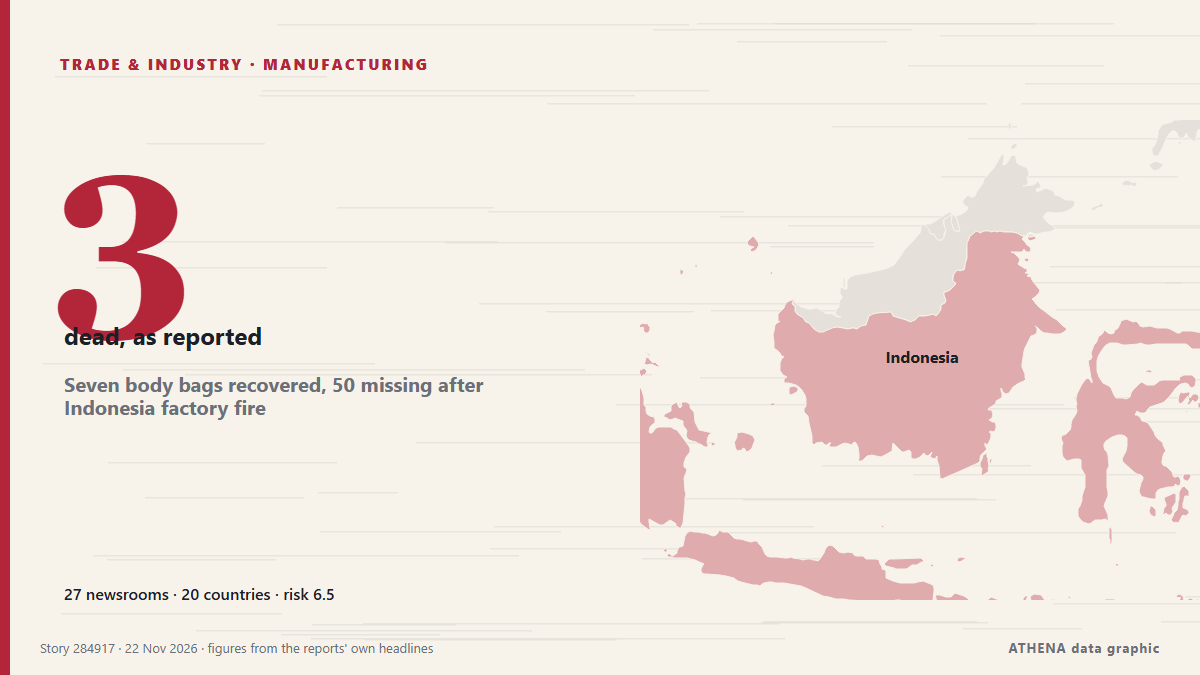 TRADE & INDUSTRY · MANUFACTURING
3
dead, as reported
Seven body bags recovered, 50 missing after
Indonesia factory fire
Indonesia
27 newsrooms · 20 countries · risk 6.5
Story 284917 · 22 Nov 2026 · figures from the reports' own headlines
ATHENA data graphic